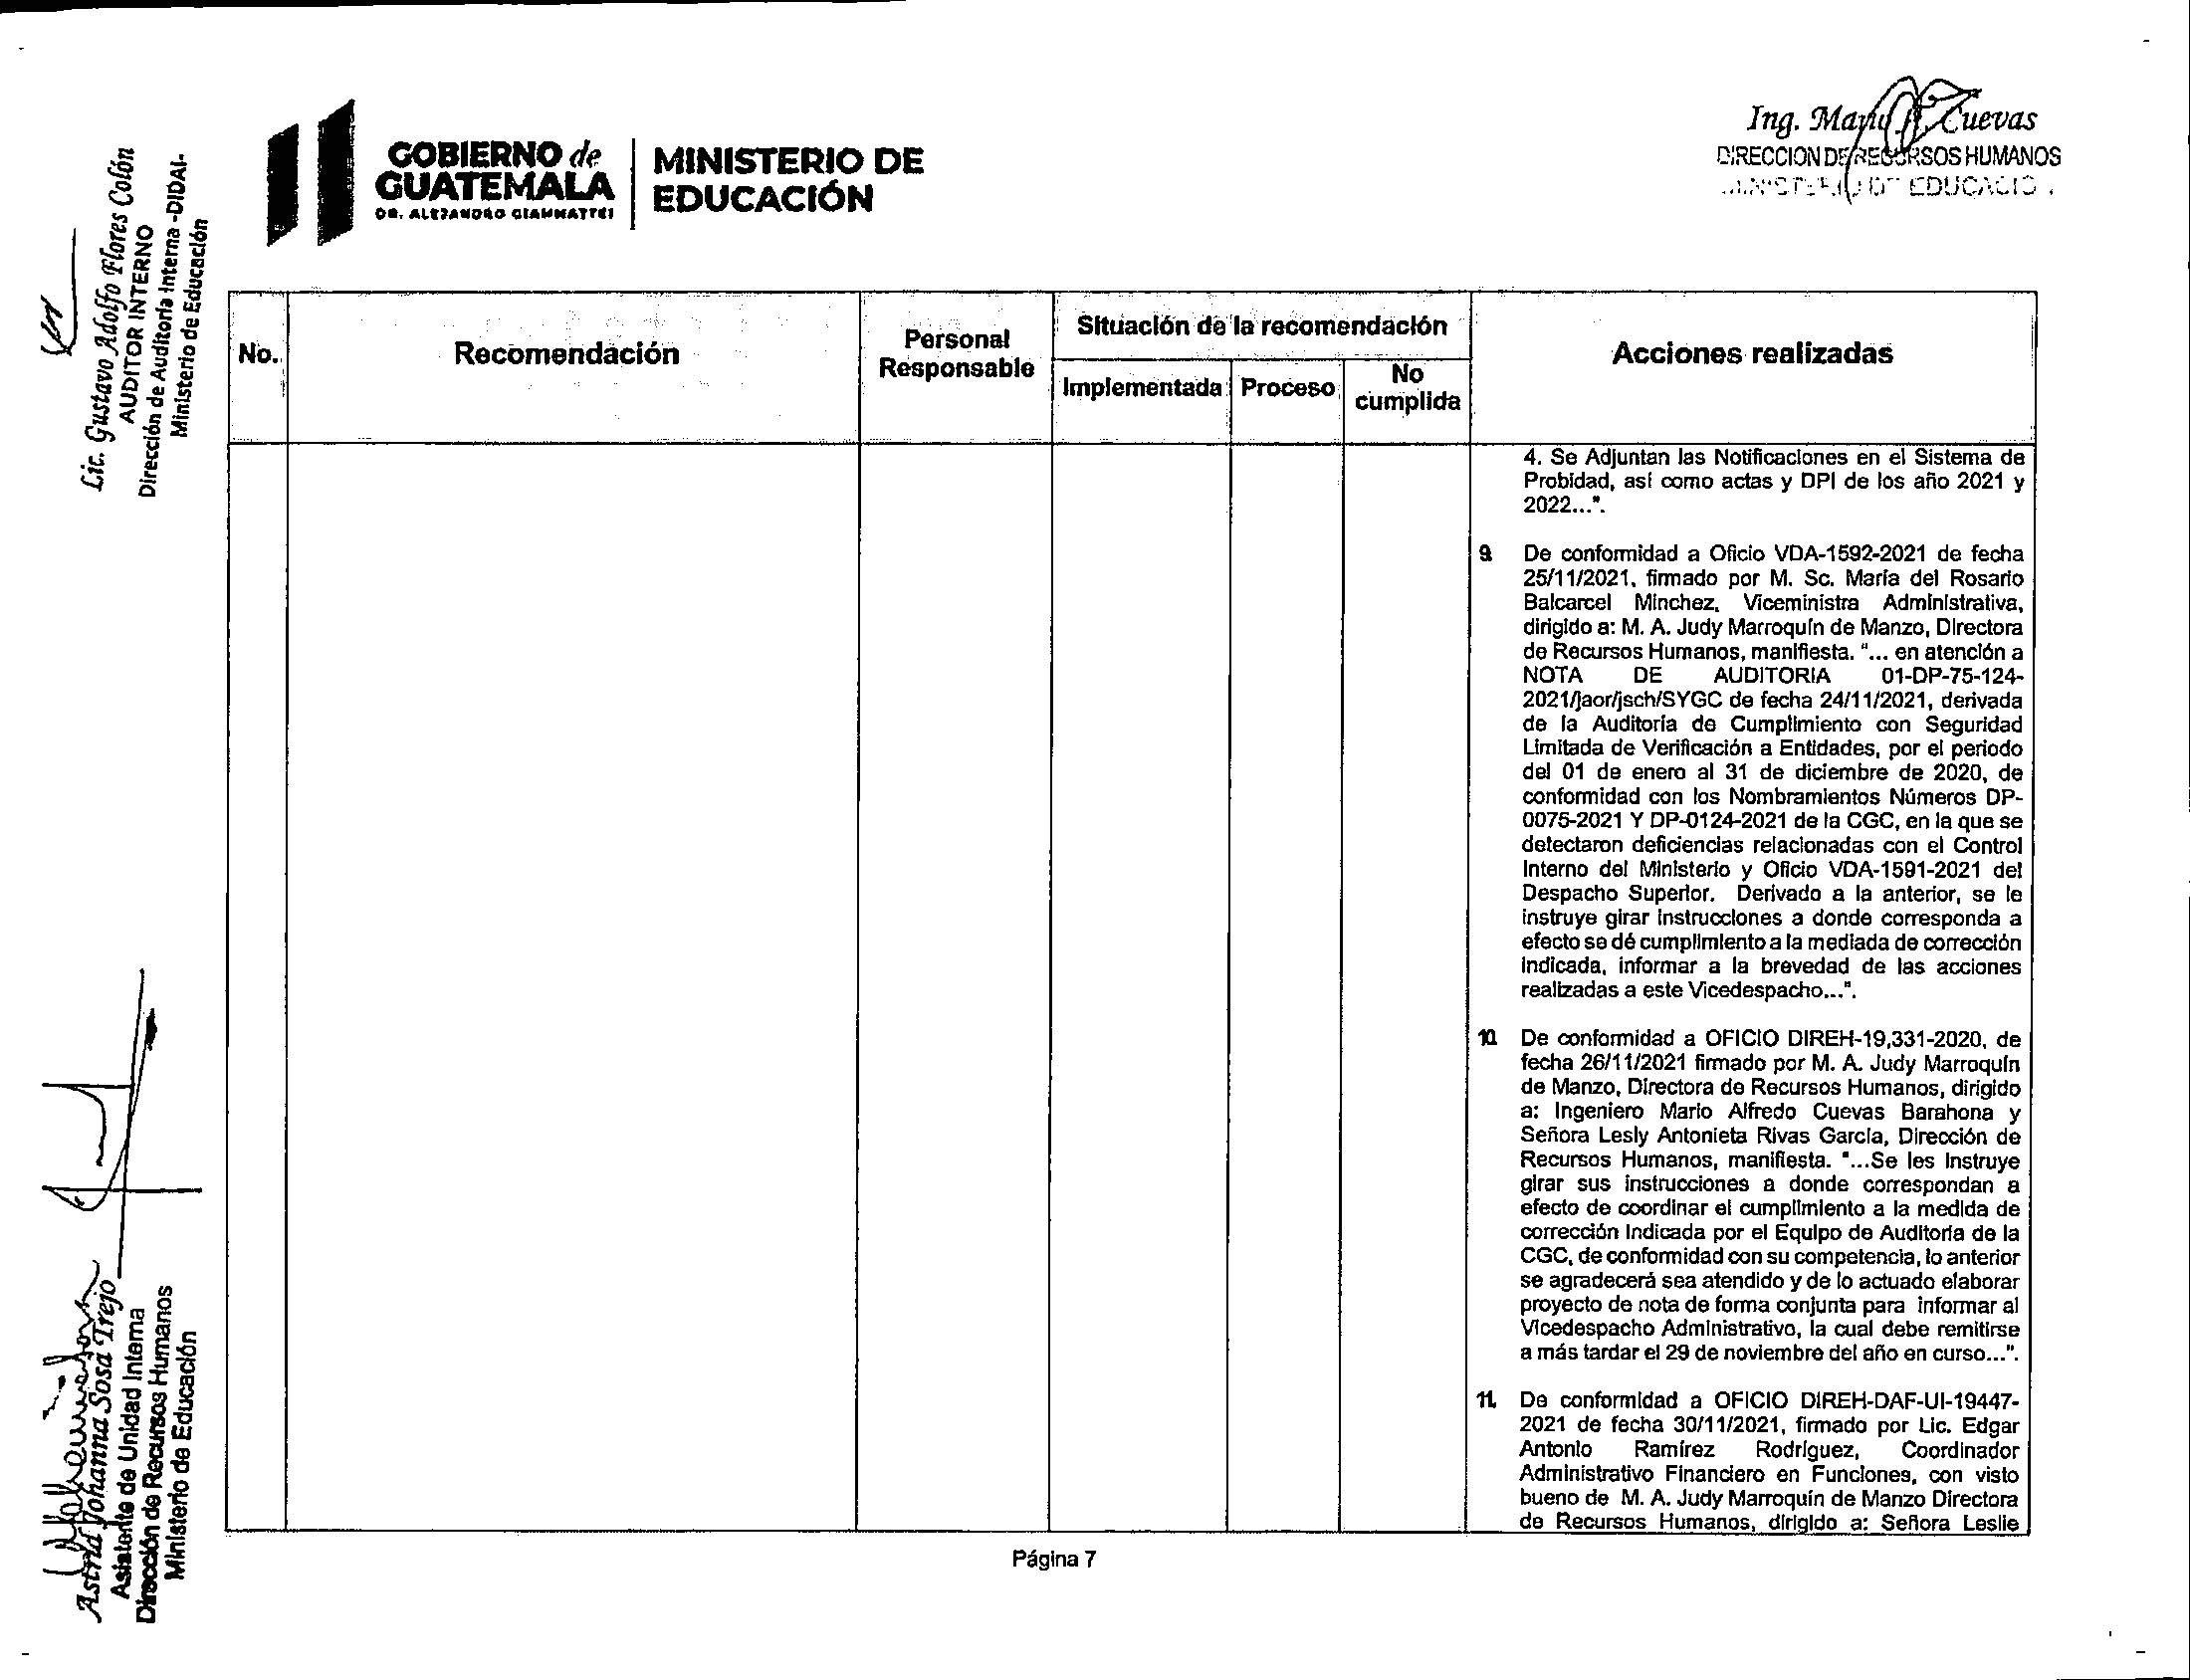 GOBIERNO de
GUATEMALA
DR. ALEJANDRO GIAMMATTEI
MINISTERIO DE
EDUCACIÓN
Ing. Mario Cuevas
DIRECCION DE RECURSOS HUMANOS
MINISTERIO DE EDUCACIO
Lic. Gustavo Adolfo Flores Colón
AUDITOR INTERNO
Dirección de Auditoría Interna -DIDAI-
Ministerio de Educación
No.
Recomendación
Personal
Responsable
Situación de la recomendación
Implementada
Proceso
No
cumplida
Acciones realizadas
4. Se Adjuntan las Notificaciones en el Sistema de
Probidad, así como actas y DPI de los año 2021 y
2022...".
9. De conformidad a Oficio VDA-1592-2021 de fecha
25/11/2021, firmado por M. Sc. María del Rosario
Balcarcel Minchez, Viceministra Administrativa,
dirigido a: M. A. Judy Marroquín de Manzo, Directora
de Recursos Humanos, manifiesta. "... en atención a
NOTA DE AUDITORIA 01-DP-75-124-
2021/jaor/jsch/SYGC de fecha 24/11/2021, derivada
de la Auditoría de Cumplimiento con Seguridad
Limitada de Verificación a Entidades, por el periodo
del 01 de enero al 31 de diciembre de 2020, de
conformidad con los Nombramientos Números DP-
0075-2021 Y DP-0124-2021 de la CGC, en la que se
detectaron deficiencias relacionadas con el Control
Interno del Ministerio y Oficio VDA-1591-2021 del
Despacho Superior. Derivado a la anterior, se le
instruye girar instrucciones a donde corresponda a
efecto se dé cumplimiento a la mediada de corrección
indicada, informar a la brevedad de las acciones
realizadas a este Vicedespacho...".
10. De conformidad a OFICIO DIREH-19,331-2020, de
fecha 26/11/2021 firmado por M. A. Judy Marroquín
de Manzo, Directora de Recursos Humanos, dirigido
a: Ingeniero Mario Alfredo Cuevas Barahona y
Señora Lesly Antonieta Rivas García, Dirección de
Recursos Humanos, manifiesta. "...Se les Instruye
girar sus instrucciones a donde correspondan a
efecto de coordinar el cumplimiento a la medida de
corrección Indicada por el Equipo de Auditoría de la
CGC, de conformidad con su competencia, lo anterior
se agradecerá sea atendido y de lo actuado elaborar
proyecto de nota de forma conjunta para informar al
Vicedespacho Administrativo, la cual debe remitirse
a más tardar el 29 de noviembre del año en curso...".
11. De conformidad a OFICIO DIREH-DAF-UI-19447-
2021 de fecha 30/11/2021, firmado por Lic. Edgar
Antonio Ramírez Rodríguez, Coordinador
Administrativo Financiero en Funciones, con visto
bueno de M. A. Judy Marroquín de Manzo Directora
de Recursos Humanos, dirigido a: Señora Leslie
Astrid Johanna Sosa Trejo
Asistente de Unidad Interna
Dirección de Recursos Humanos
Ministerio de Educación
Página 7